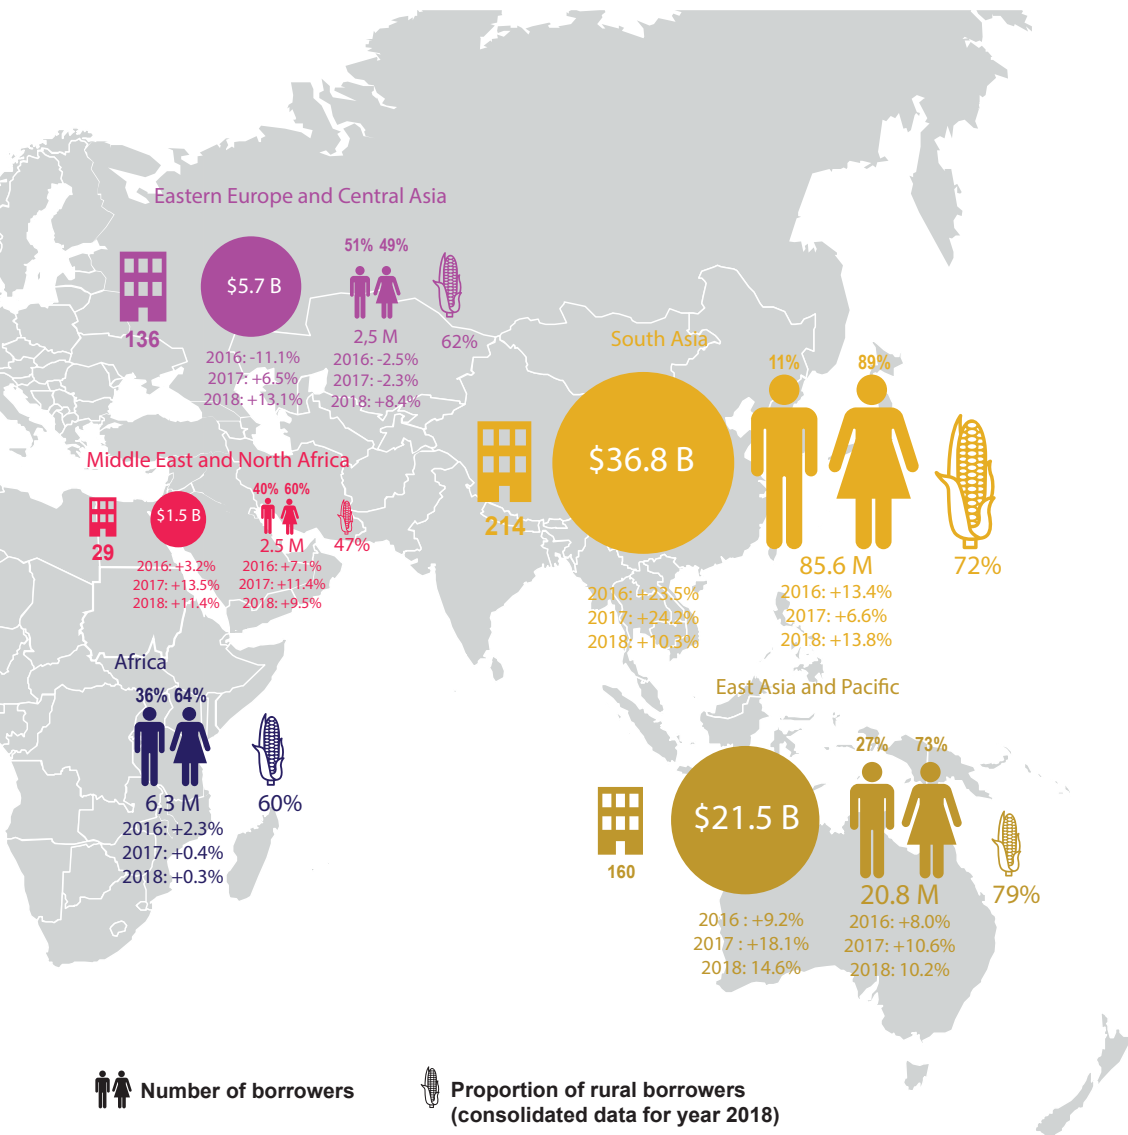 Eastern Europe and Central Asia
51% 49%
$5.7 B
136
2,5 M
62%
2016: -11.1%
2017: +6.5%
2018: +13.1%
2016: -2.5%
2017: -2.3%
2018: +8.4%
South Asia
11%
89%
$36.8 B
214
85.6 M
72%
2016: +23.5%
2017: +24.2%
2018: +10.3%
2016: +13.4%
2017: +6.6%
2018: +13.8%
Middle East and North Africa
40% 60%
$1.5 B
29
2.5 M
47%
2016: +3.2%
2017: +13.5%
2018: +11.4%
2016: +7.1%
2017: +11.4%
2018: +9.5%
Africa
36% 64%
6,3 M
60%
2016: +2.3%
2017: +0.4%
2018: +0.3%
East Asia and Pacific
27%
73%
$21.5 B
160
20.8 M
79%
2016 : +9.2%
2017 : +18.1%
2018: 14.6%
2016: +8.0%
2017: +10.6%
2018: 10.2%
Number of borrowers
Proportion of rural borrowers
(consolidated data for year 2018)